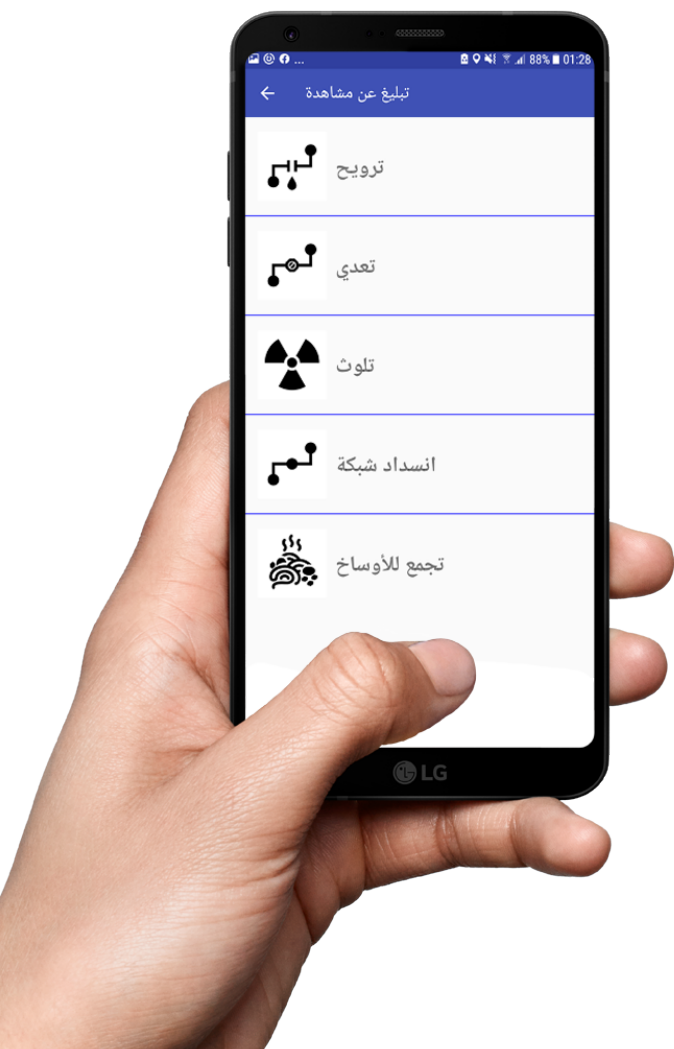 ... 88% 01:28
تبليغ عن مشاهدة
ترويح
تعدي
تلوث
انسداد شبكة
تجمع للأوساخ
LG